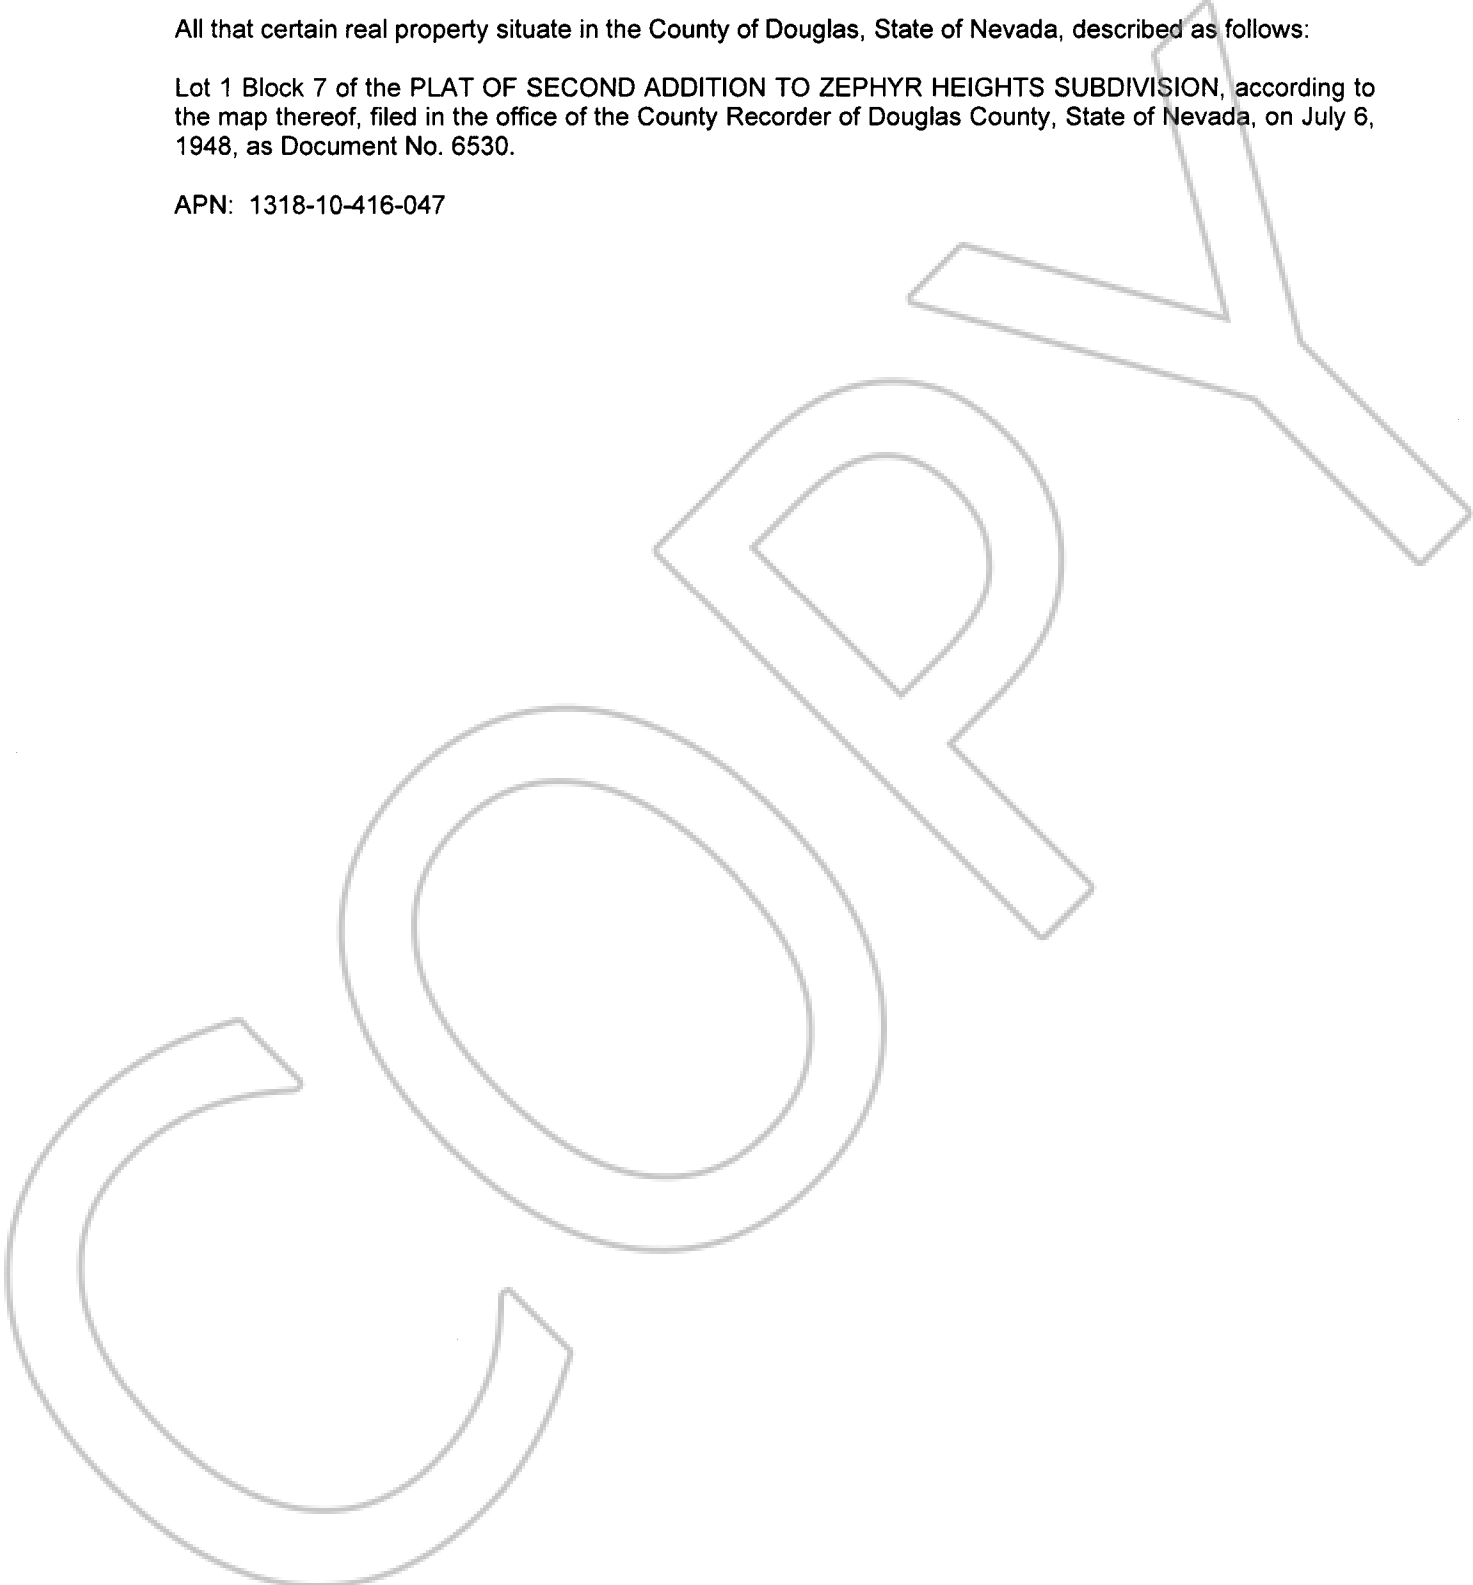 All that certain real property situate in the County of Douglas, State of Nevada, described as follows:
Lot 1 Block 7 of the PLAT OF SECOND ADDITION TO ZEPHYR HEIGHTS SUBDIVISION, according to
the map thereof, filed in the office of the County Recorder of Douglas County, State of Nevada, on July 6,
1948, as Document No. 6530.
APN: 1318-10-416-047
COPY